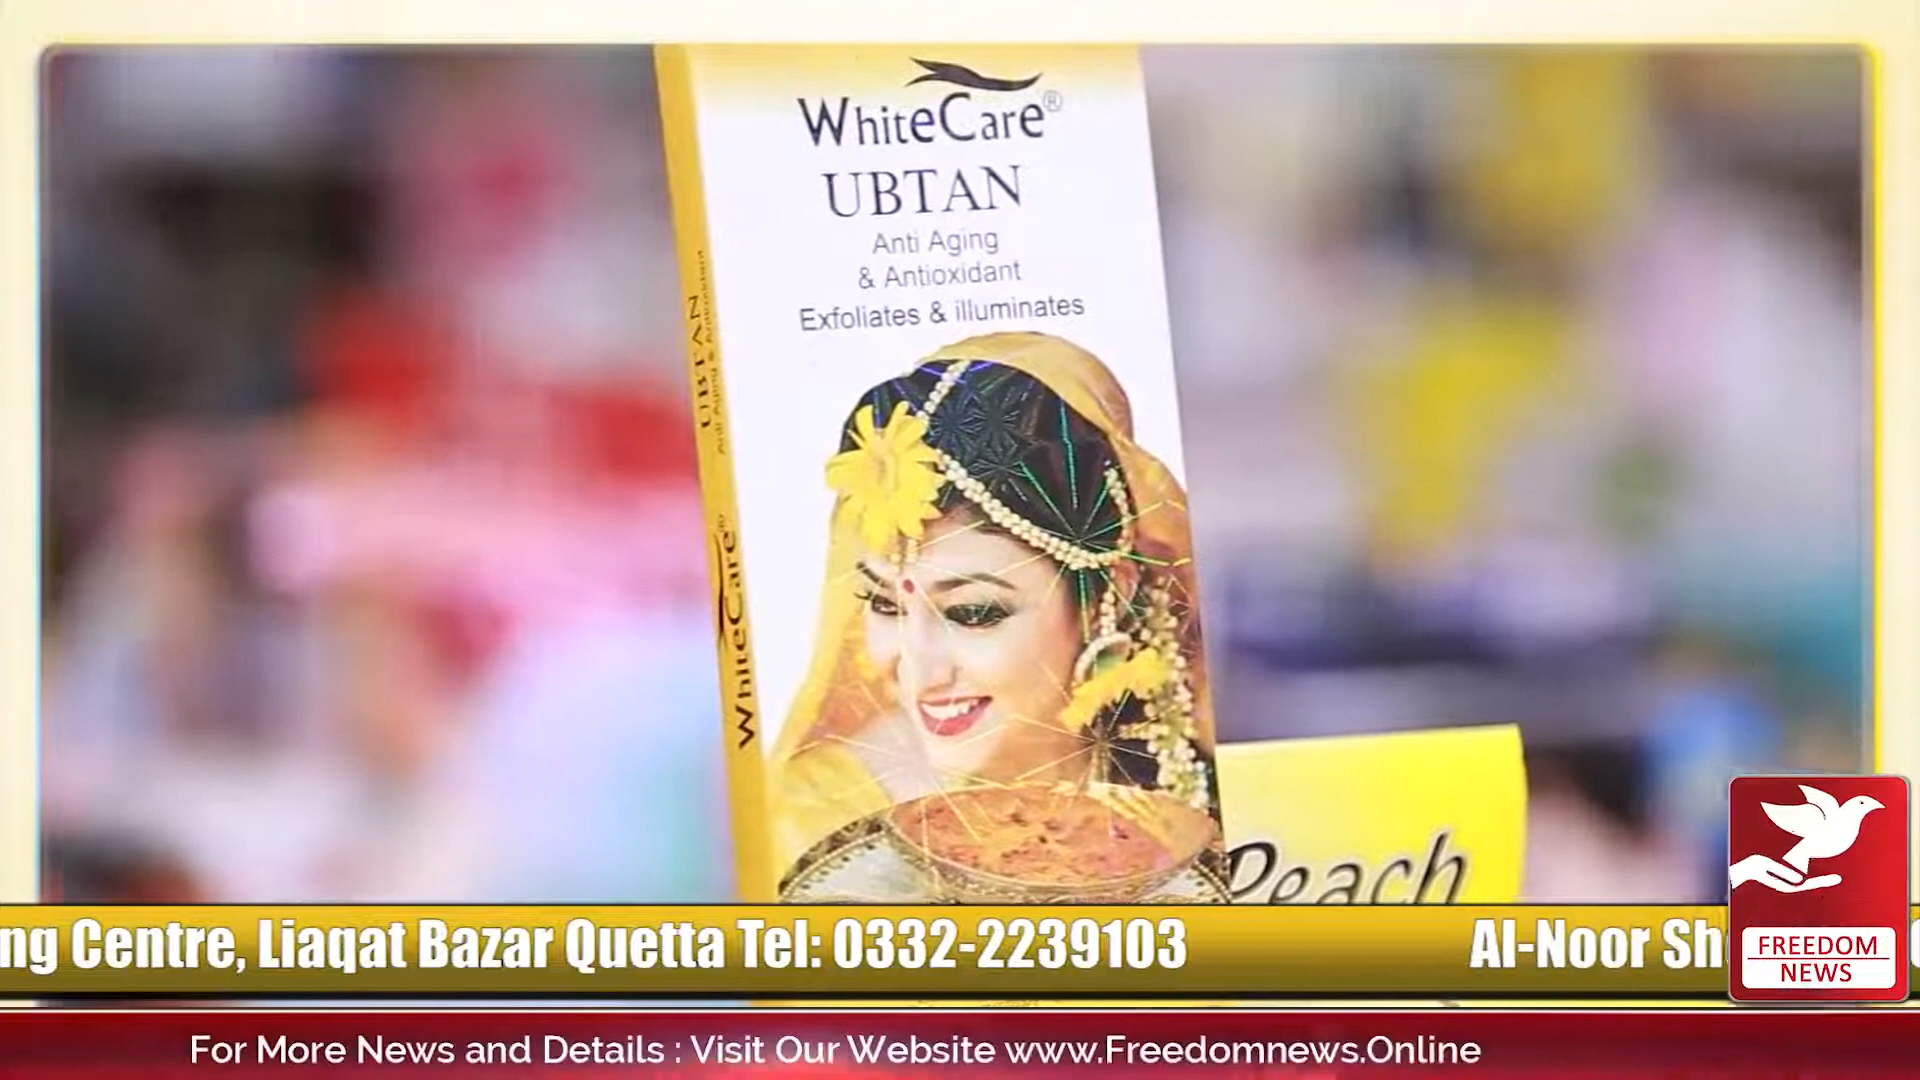 WhiteCare®
UBTAN
Anti Aging
& Antioxidant
Exfoliates & illuminates
UBTAN
Anti Aging & Antioxidant
WhiteCare®
Peach
ng Centre, Liaqat Bazar Quetta Tel: 0332-2239103
Al-Noor Sh
FREEDOM
NEWS
For More News and Details : Visit Our Website www.Freedomnews.Online